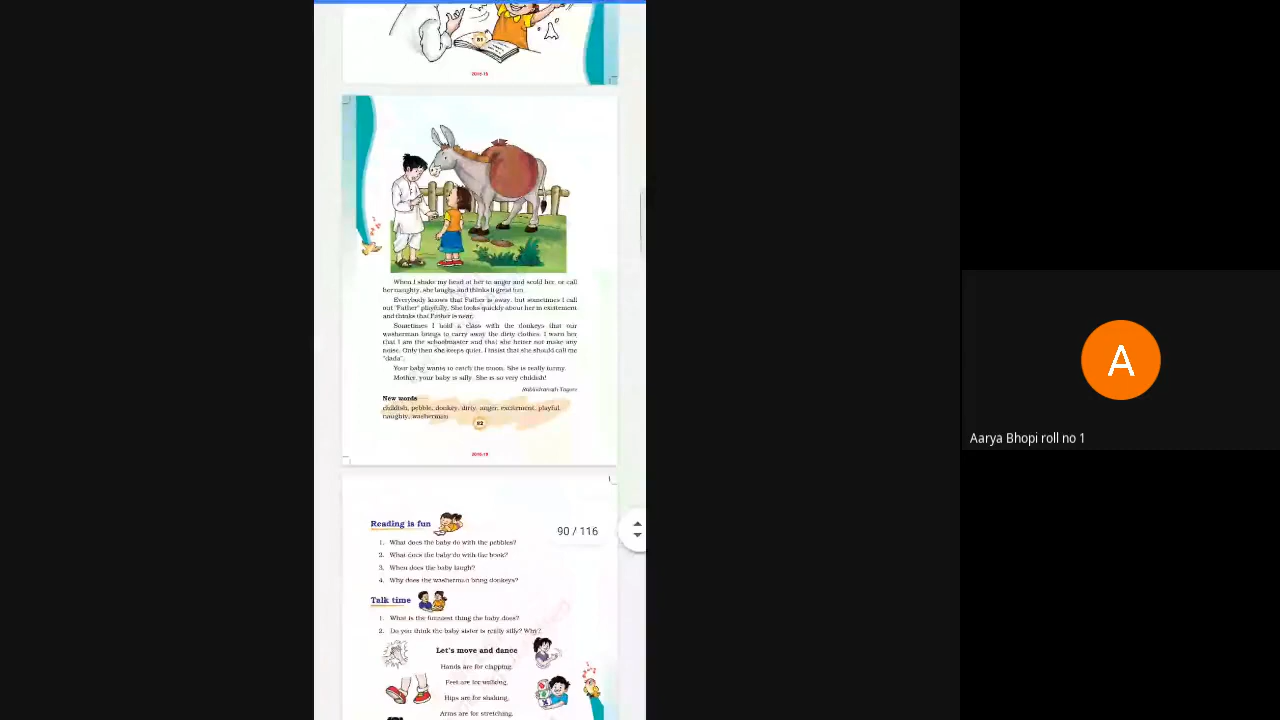 51
2018-19
When I shake my head at her in anger and scold her, or call
her naughty, she laughs and thinks it great fun.
Everybody knows that Father is away, but sometimes I call
out "Father" playfully. She looks quickly about her in excitement
and thinks that Father is near.
Sometimes I hold a class with the donkeys that our
washerman brings to carry away the dirty clothes. I warn her
that I am the schoolmaster and that she better not make any
noise. Only then she keeps quiet. I insist that she should call me
"dada".
Your baby wants to catch the moon. She is really funny.
Mother, your baby is silly. She is so very childish!
Rabindranath Tagore
New words
childish, pebble, donkey, dirty, anger, excitement, playful,
naughty, washerman
82
2018-19
Reading is fun
90 / 116
1. What does the baby do with the pebbles?
2. What does the baby do with the book?
3. When does the baby laugh?
4. Why does the washerman bring donkeys?
Talk time
1. What is the funniest thing the baby does?
2. Do you think the baby sister is really silly? Why?
Let's move and dance
Hands are for clapping,
Feet are for walking,
Hips are for shaking,
Arms are for stretching,
A
Aarya Bhopi roll no 1